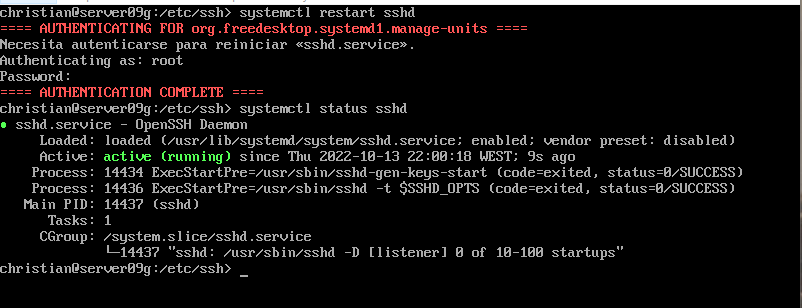 christian@server09g:/etc/ssh> systemctl restart sshd
==== AUTHENTICATING FOR org.freedesktop.systemd1.manage-units ====
Necesita autenticarse para reiniciar «sshd.service».
Authenticating as: root
Password:
==== AUTHENTICATION COMPLETE ====
christian@server09g:/etc/ssh> systemctl status sshd
● sshd.service - OpenSSH Daemon
Loaded: loaded (/usr/lib/systemd/system/sshd.service; enabled; vendor preset: disabled)
Active: active (running) since Thu 2022-10-13 22:00:18 WEST; 9s ago
Process: 14434 ExecStartPre=/usr/sbin/sshd-gen-keys-start (code=exited, status=0/SUCCESS)
Process: 14436 ExecStartPre=/usr/sbin/sshd -t $SSHD_OPTS (code=exited, status=0/SUCCESS)
Main PID: 14437 (sshd)
Tasks: 1
CGroup: /system.slice/sshd.service
└─14437 "sshd: /usr/sbin/sshd -D [listener] 0 of 10-100 startups"
christian@server09g:/etc/ssh> _